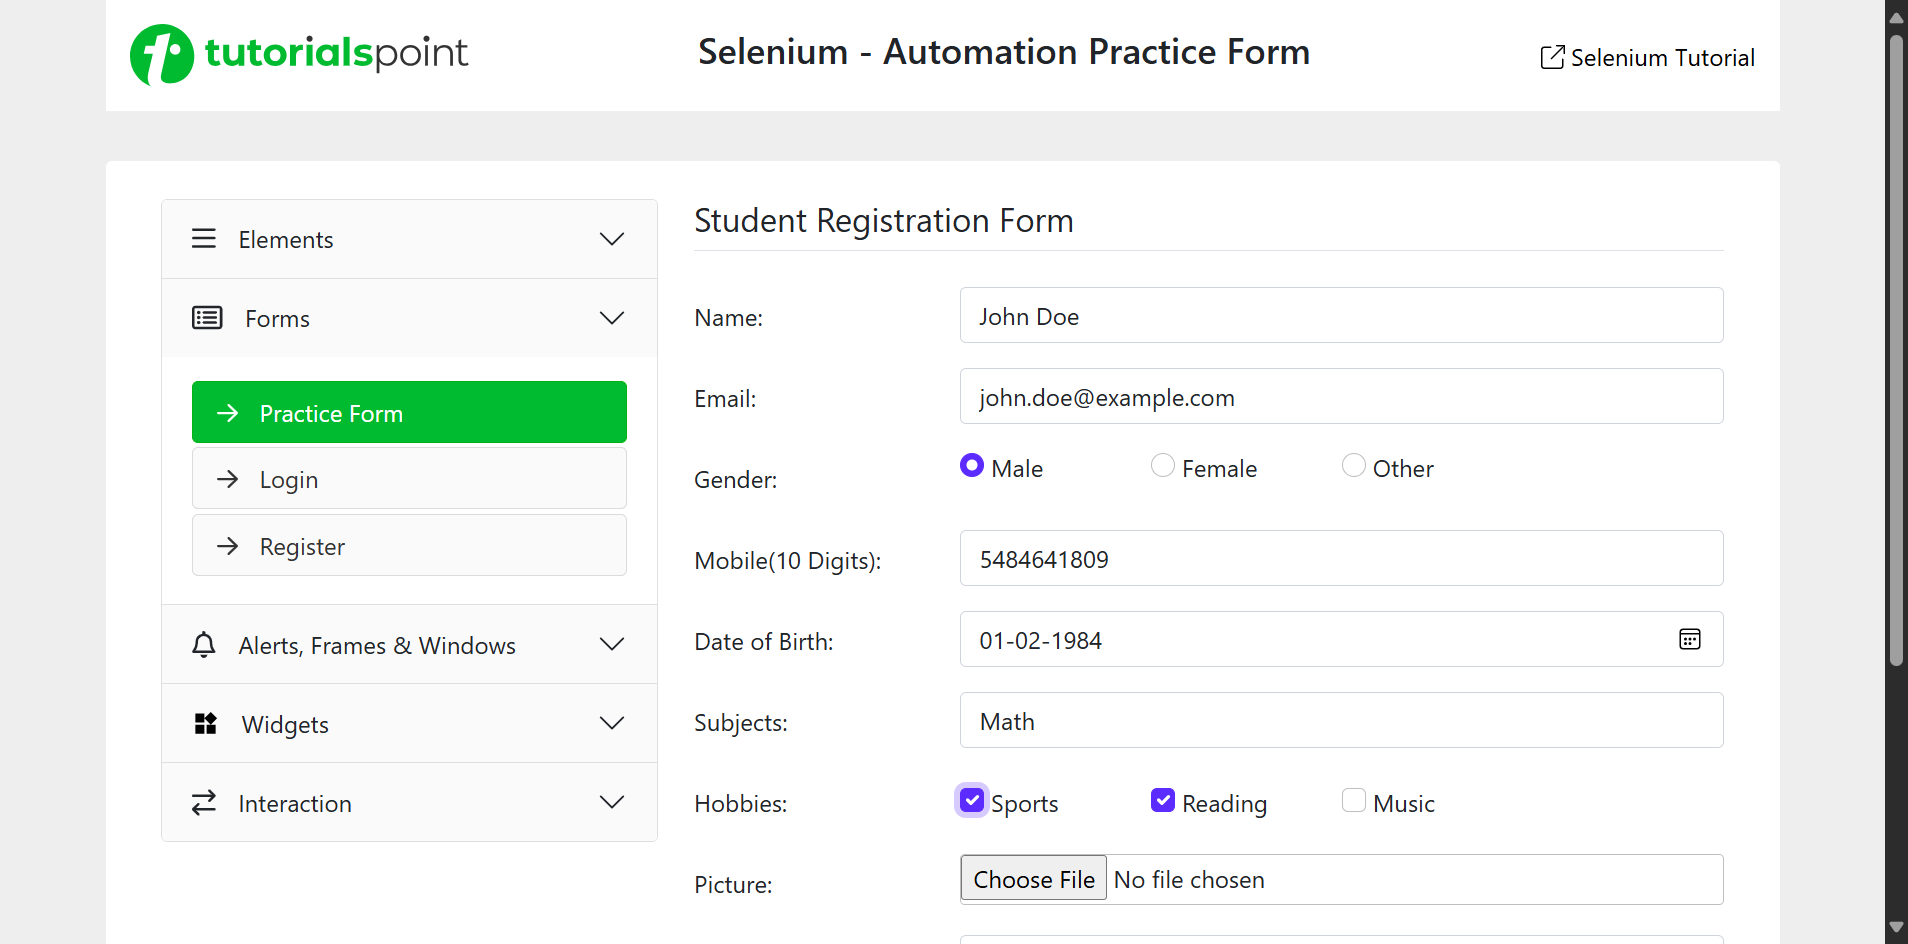 tutorialspoint
Selenium - Automation Practice Form
Selenium Tutorial
Elements
Forms
Practice Form
Login
Register
Alerts, Frames & Windows
Widgets
Interaction
Student Registration Form
Name:
John Doe
Email:
john.doe@example.com
Gender:
Male
Female
Other
Mobile(10 Digits):
5484641809
Date of Birth:
01-02-1984
Subjects:
Math
Hobbies:
Sports
Reading
Music
Picture:
Choose File
No file chosen